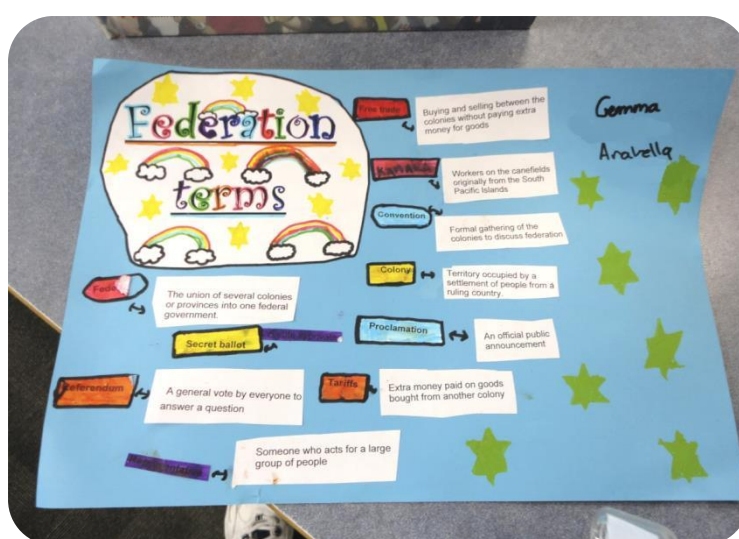 Federation
terms
Free trade
Buying and selling between the
colonies without paying extra
money for goods
Gemma
Arabella
Kanakas
Workers on the canefields
originally from the South
Pacific Islands
Convention
Formal gathering of the
colonies to discuss federation
Colony
Territory occupied by a
settlement of people from a
ruling country.
The union of several colonies
or provinces into one federal
government.
Secret ballot
Proclamation
An official public
announcement
Referendum
A general vote by everyone to
answer a question
Tariffs
Extra money paid on goods
bought from another colony
Representative
Someone who acts for a large
group of people